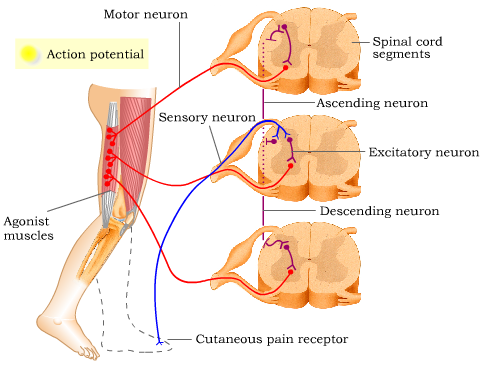 Motor neuron
Action potential
Spinal cord
segments
Ascending neuron
Sensory neuron
Excitatory neuron
Descending neuron
Agonist
muscles
Cutaneous pain receptor